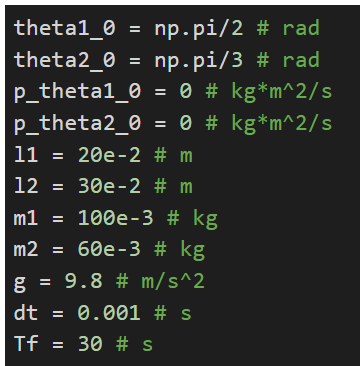 theta1_0 = np.pi/2 # rad
theta2_0 = np.pi/3 # rad
p_theta1_0 = 0 # kg*m^2/s
p_theta2_0 = 0 # kg*m^2/s
l1 = 20e-2 # m
l2 = 30e-2 # m
m1 = 100e-3 # kg
m2 = 60e-3 # kg
g = 9.8 # m/s^2
dt = 0.001 # s
Tf = 30 # s